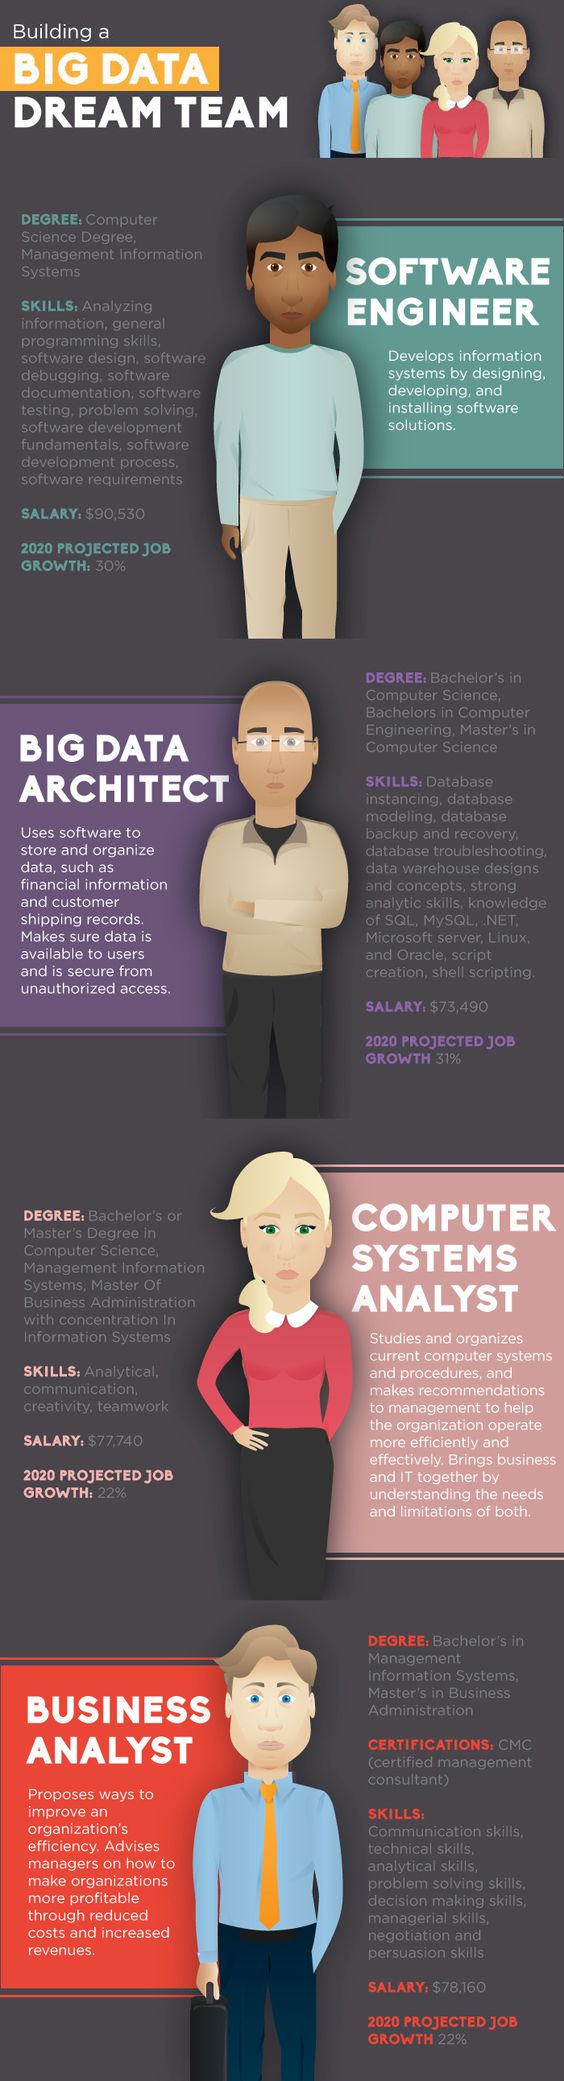 Building a
BIG DATA
DREAM TEAM
DEGREE: Computer
Science Degree,
Management Information
Systems
SKILLS: Analyzing
information, general
programming skills,
software design, software
debugging, software
documentation, software
testing, problem solving,
software development
fundamentals, software
development process,
software requirements
SALARY: $90,530
2020 PROJECTED JOB
GROWTH: 30%
SOFTWARE
ENGINEER
Develops information
systems by designing,
developing, and
installing software
solutions.
BIG DATA
ARCHITECT
Uses software to
store and organize
data, such as
financial information
and customer
shipping records.
Makes sure data is
available to users
and is secure from
unauthorized access.
DEGREE: Bachelor's in
Computer Science,
Bachelors in Computer
Engineering, Master's in
Computer Science
SKILLS: Database
instancing, database
modeling, database
backup and recovery,
database troubleshooting,
data warehouse designs
and concepts, strong
analytic skills, knowledge
of SQL, MySQL, .NET,
Microsoft server, Linux,
and Oracle, script
creation, shell scripting.
SALARY: $73,490
2020 PROJECTED JOB
GROWTH 31%
DEGREE: Bachelor's or
Master's Degree in
Computer Science,
Management Information
Systems, Master Of
Business Administration
with concentration In
Information Systems
SKILLS: Analytical,
communication,
creativity, teamwork
SALARY: $77,740
2020 PROJECTED JOB
GROWTH: 22%
COMPUTER
SYSTEMS
ANALYST
Studies and organizes
current computer systems
and procedures, and
makes recommendations
to management to help
the organization operate
more efficiently and
effectively. Brings business
and IT together by
understanding the needs
and limitations of both.
BUSINESS
ANALYST
Proposes ways to
improve an
organization's
efficiency. Advises
managers on how to
make organizations
more profitable
through reduced
costs and increased
revenues.
DEGREE: Bachelor's in
Management
Information Systems,
Master's in Business
Administration
CERTIFICATIONS: CMC
(certified management
consultant)
SKILLS:
Communication skills,
technical skills,
analytical skills,
problem solving skills,
decision making skills,
managerial skills,
negotiation and
persuasion skills
SALARY: $78,160
2020 PROJECTED JOB
GROWTH 22%